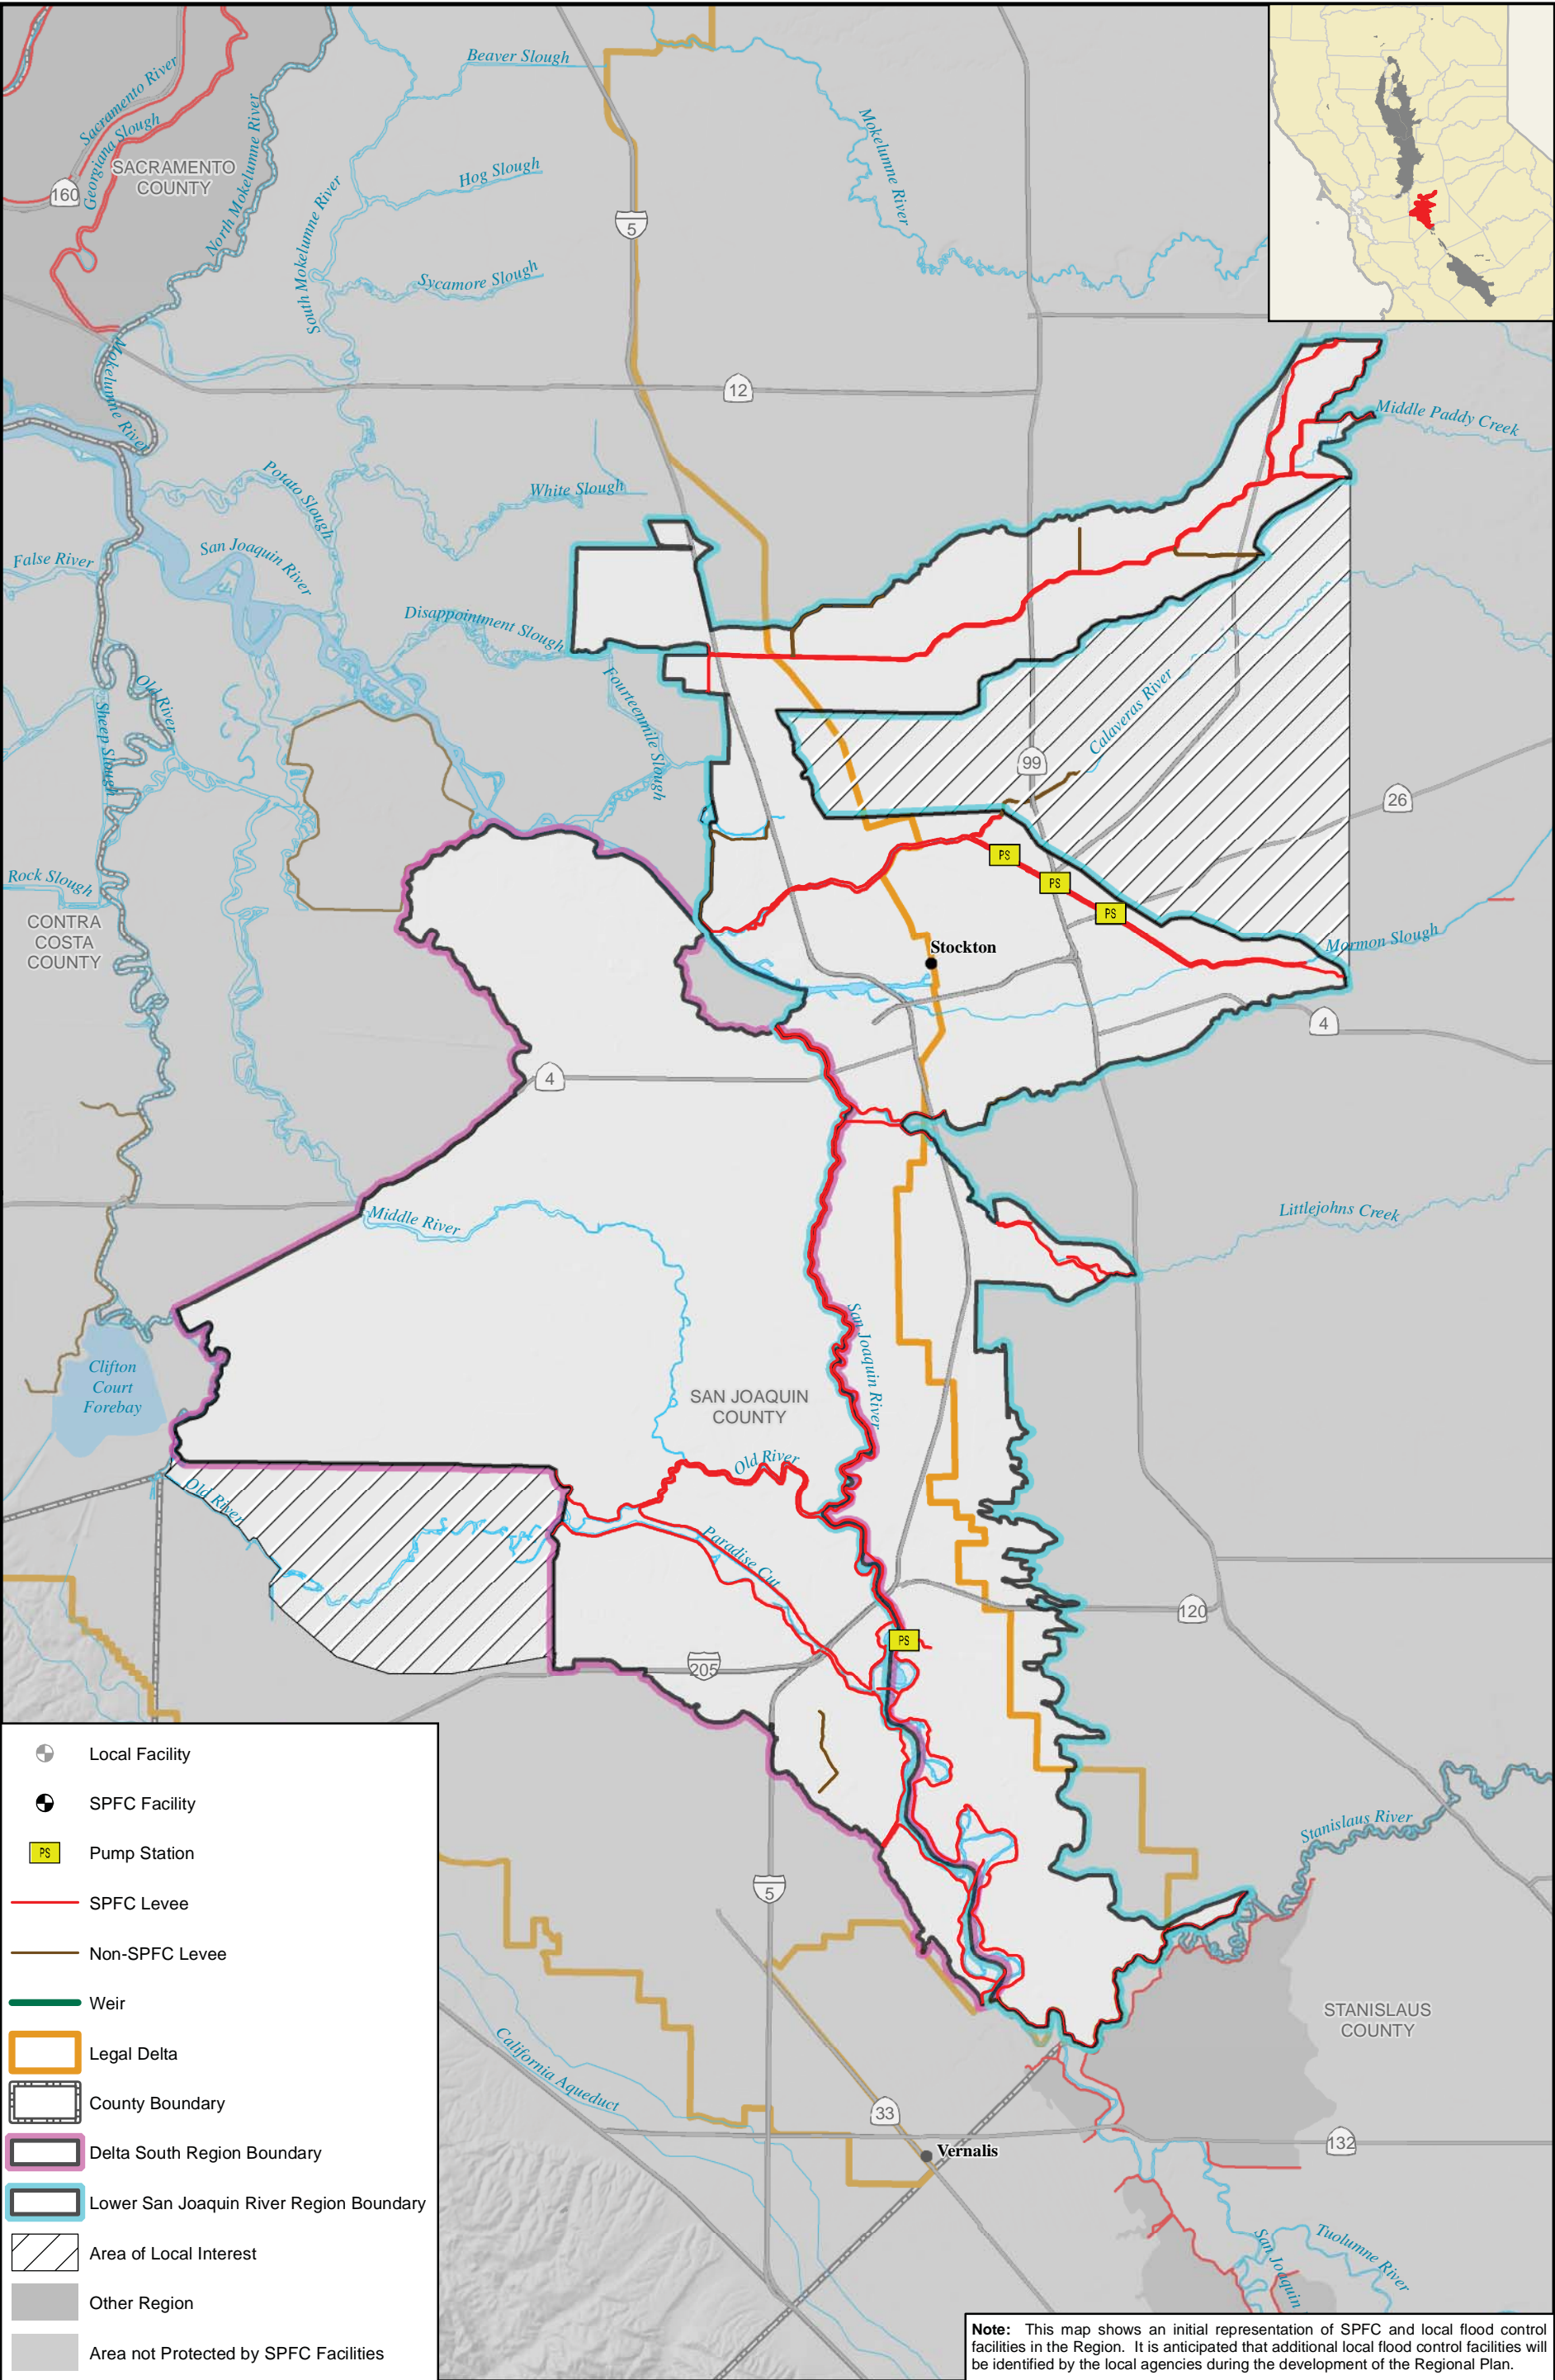 Beaver Slough
Sacramento River
Georgiana Slough
SACRAMENTO
COUNTY
160
North Mokelumne River
South Mokelumne River
Hog Slough
Mokelumne River
5
Sycamore Slough
Mokelumne River
12
Middle Paddy Creek
Potato Slough
White Slough
San Joaquin River
False River
Disappointment Slough
Fourteenmile Slough
Old River
Sheep Slough
Calaveras River
99
26
PS
PS
PS
Rock Slough
CONTRA
COSTA
COUNTY
Stockton
Mormon Slough
4
4
Middle River
Littlejohns Creek
San Joaquin River
Clifton
Court
Forebay
SAN JOAQUIN
COUNTY
Old River
Old River
Paradise Cut
120
PS
205
5
Stanislaus River
STANISLAUS
COUNTY
California Aqueduct
33
Vernalis
132
San Joaquin
Tuolumne River
Local Facility
SPFC Facility
PS
Pump Station
SPFC Levee
Non-SPFC Levee
Weir
Legal Delta
County Boundary
Delta South Region Boundary
Lower San Joaquin River Region Boundary
Area of Local Interest
Other Region
Area not Protected by SPFC Facilities
Note: This map shows an initial representation of SPFC and local flood control
facilities in the Region. It is anticipated that additional local flood control facilities will
be identified by the local agencies during the development of the Regional Plan.